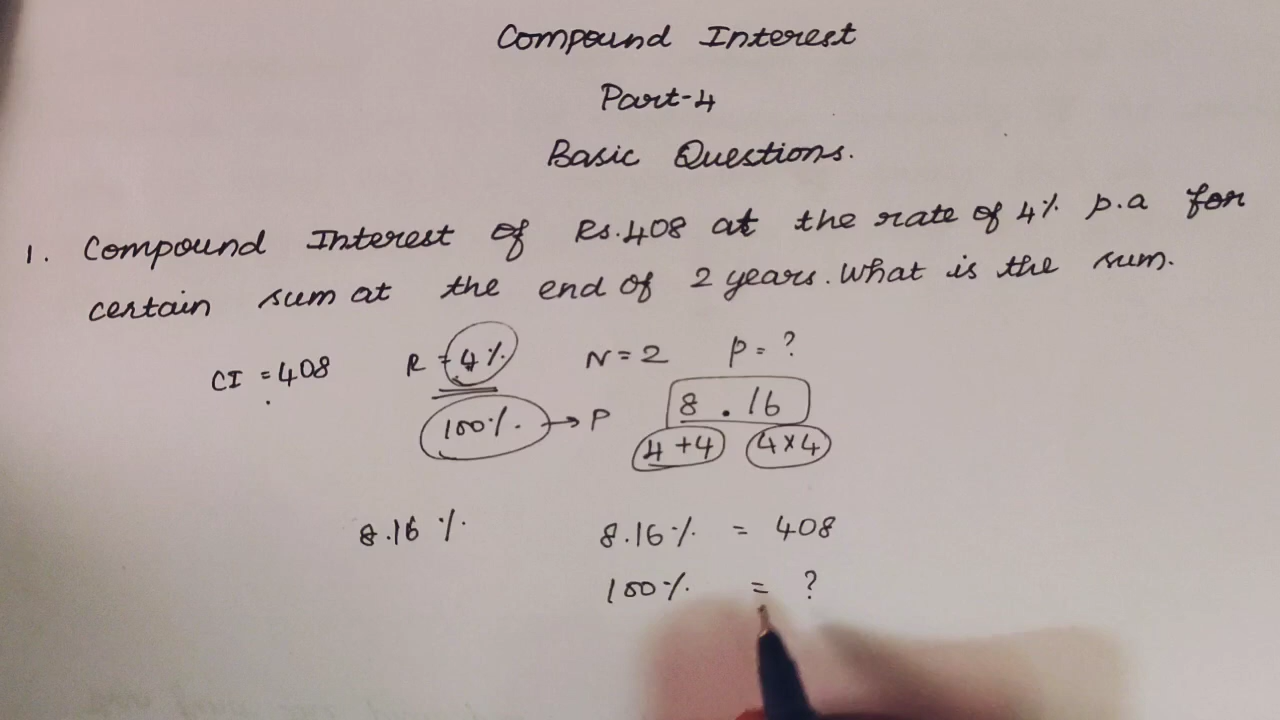 Compound Interest
Part-4
Basic Questions.
1. Compound Interest of Rs.408 at the rate of 4% p.a for
certain sum at the end of 2 years. What is the sum.
CI = 408 R = 4% N = 2 P = ?
100% → P 8.16
4+4 4×4
8.16 % 8.16% = 408
100% = ?